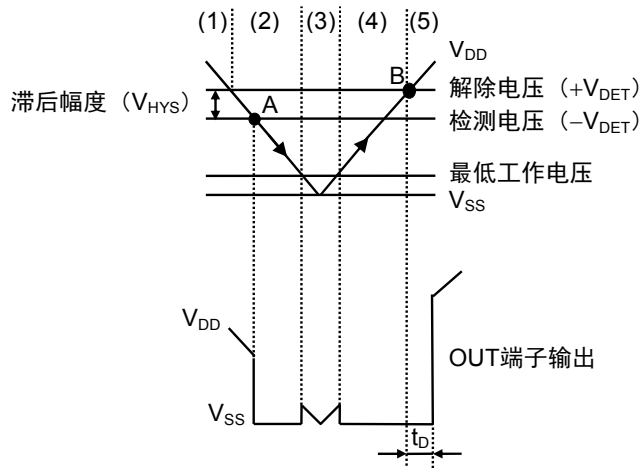 (1) (2) (3) (4) (5)
VDD
B
解除电压（+VDET）
滞后幅度（VHYS）
A
检测电压（−VDET）
最低工作电压
VSS
VDD
OUT端子输出
VSS
tD